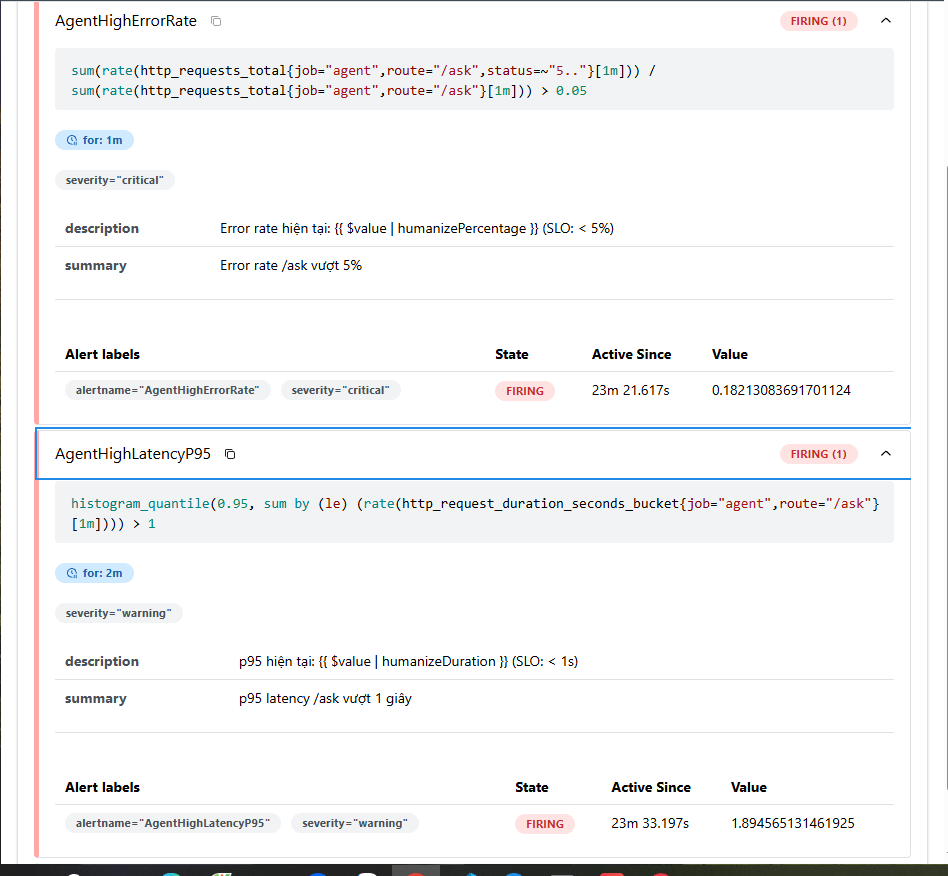 AgentHighErrorRate FIRING (1)
sum(rate(http_requests_total{job="agent",route="/ask",status=~"5.."}[1m])) /
sum(rate(http_requests_total{job="agent",route="/ask"}[1m])) > 0.05
for: 1m
severity="critical"
description Error rate hiện tại: {{ $value | humanizePercentage }} (SLO: < 5%)
summary Error rate /ask vượt 5%
Alert labels State Active Since Value
alertname="AgentHighErrorRate" severity="critical" FIRING 23m 21.617s 0.18213083691701124
AgentHighLatencyP95 FIRING (1)
histogram_quantile(0.95, sum by (le) (rate(http_request_duration_seconds_bucket{job="agent",route="/ask"}
[1m]))) > 1
for: 2m
severity="warning"
description p95 hiện tại: {{ $value | humanizeDuration }} (SLO: < 1s)
summary p95 latency /ask vượt 1 giây
Alert labels State Active Since Value
alertname="AgentHighLatencyP95" severity="warning" FIRING 23m 33.197s 1.894565131461925